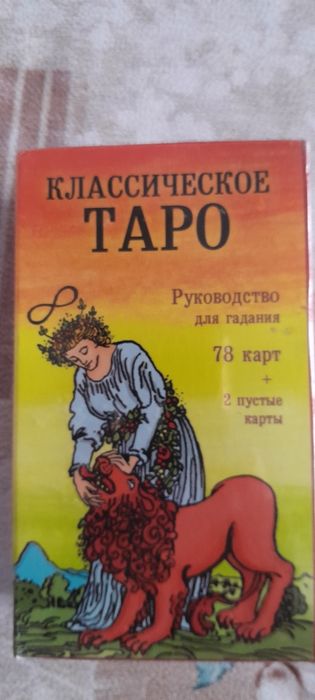 КЛАССИЧЕСКОЕ
ТАРО
Руководство
для гадания
78 карт
+
2 пустые
карты